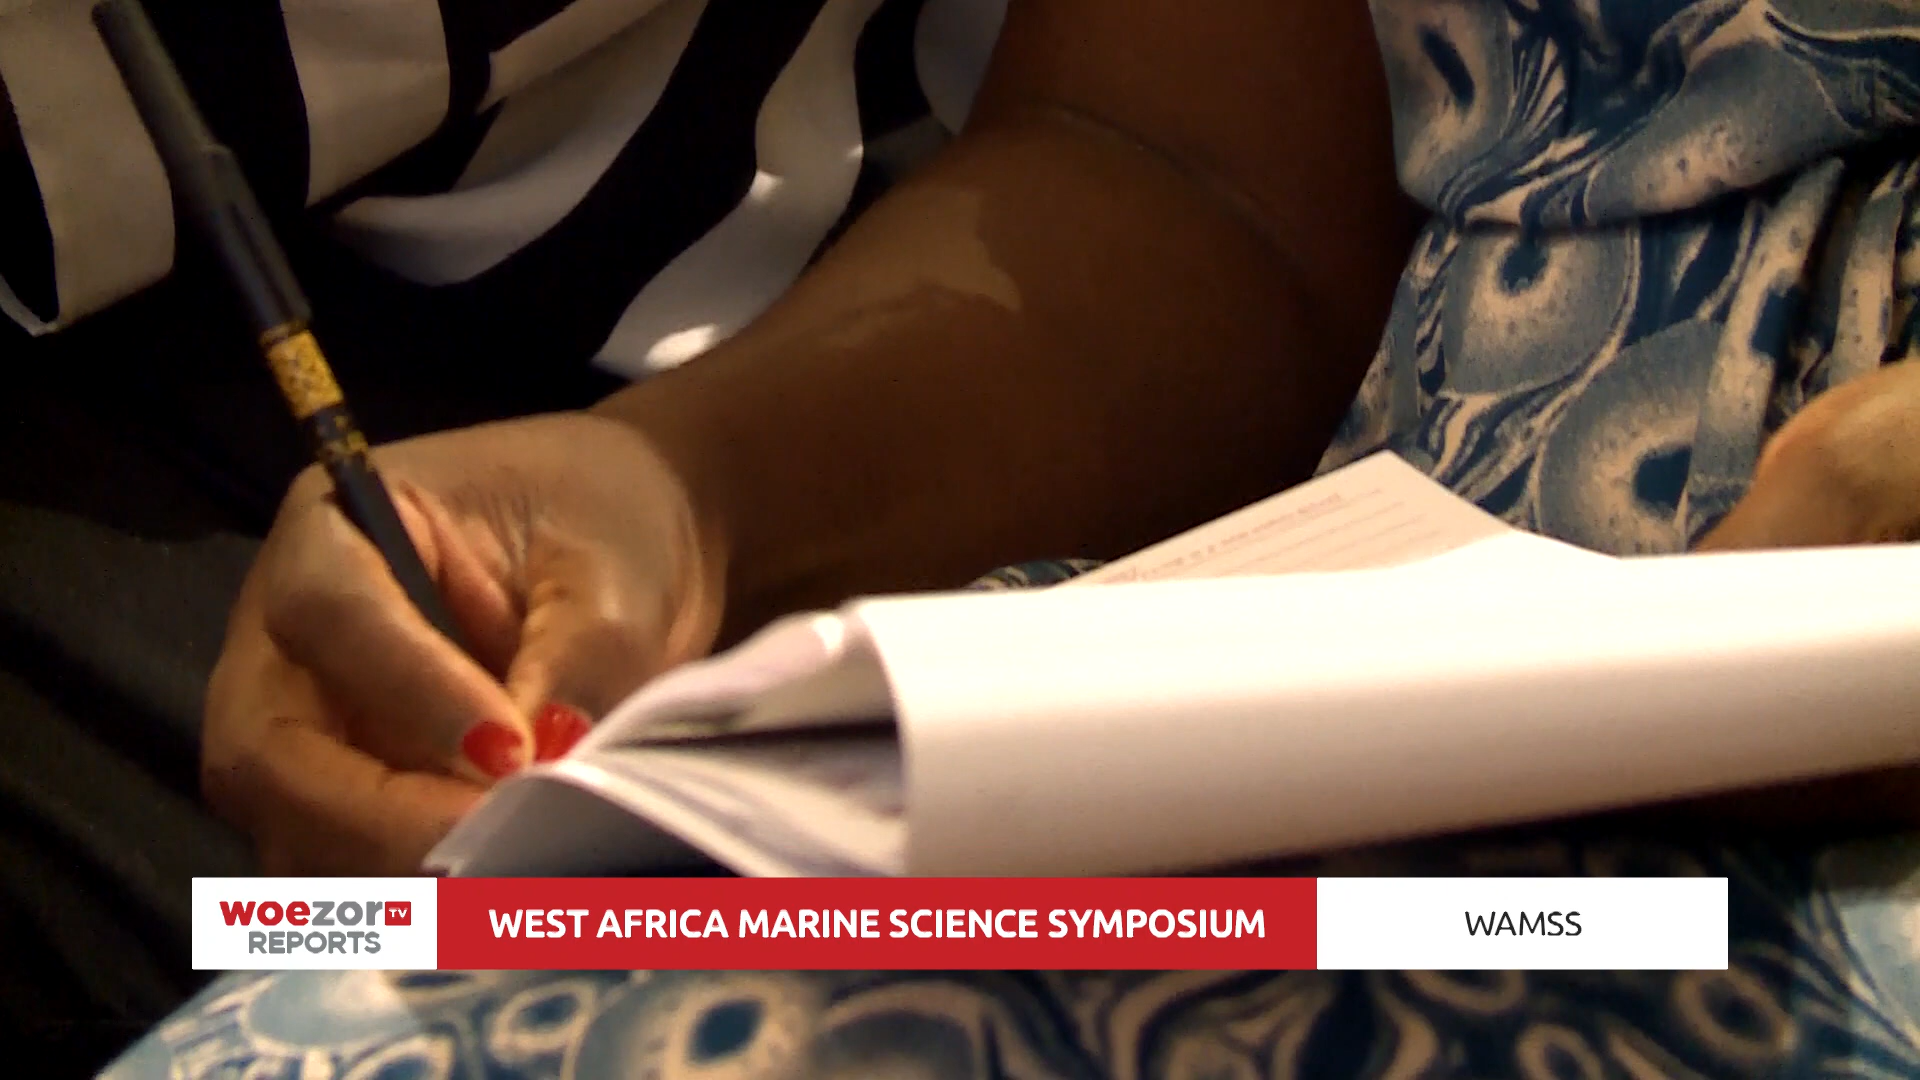 woezor TV
REPORTS
WEST AFRICA MARINE SCIENCE SYMPOSIUM
WAMSS